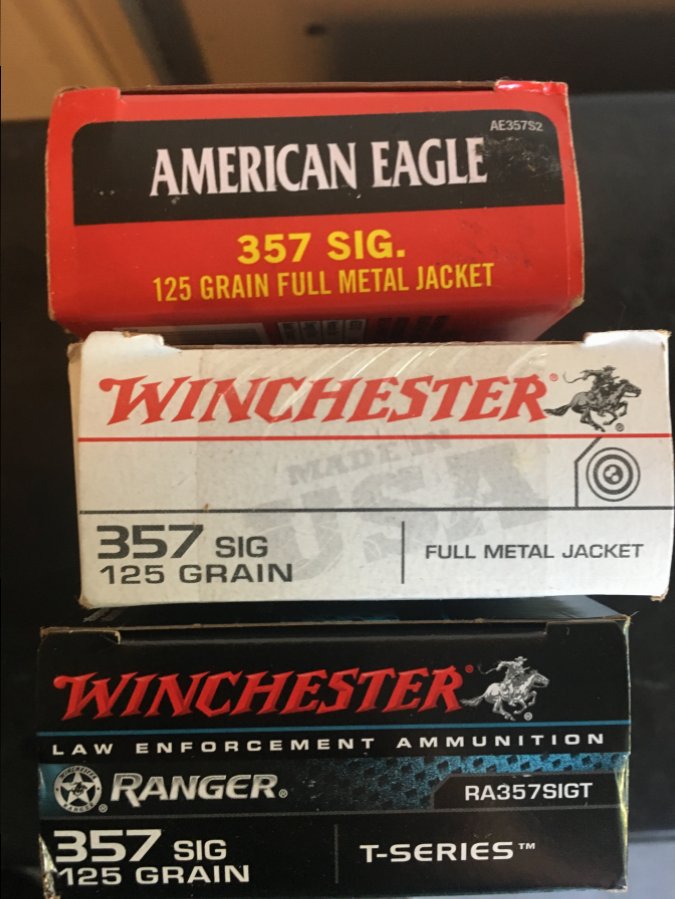 AE357S2
AMERICAN EAGLE
357 SIG.
125 GRAIN FULL METAL JACKET
WINCHESTER®
MADE IN
USA
357 SIG
125 GRAIN
FULL METAL JACKET
WINCHESTER®
LAW ENFORCEMENT AMMUNITION
RANGER®
RA357SIGT
357 SIG
125 GRAIN
T-SERIES™